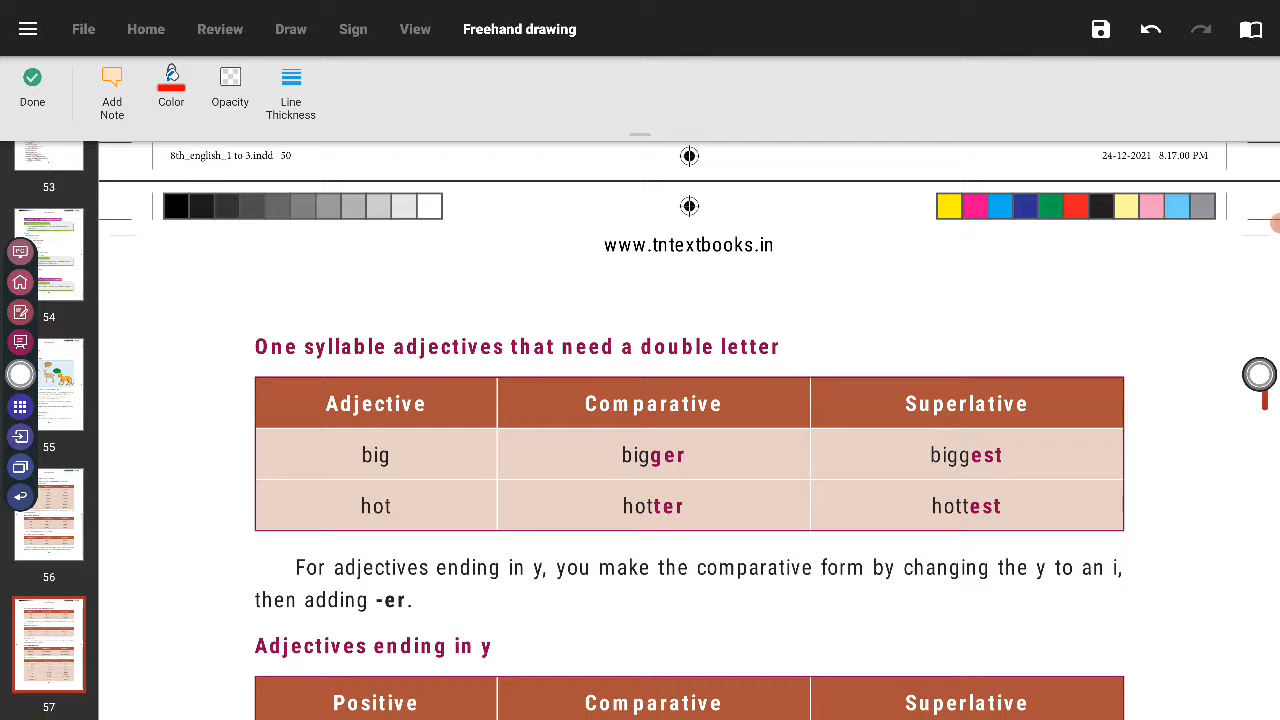 File Home Review Draw Sign View Freehand drawing
Done Add Note Color Opacity Line Thickness
8th_english_1 to 3.indd 50 24-12-2021 8.17.00 PM
53
www.tntextbooks.in
54
One syllable adjectives that need a double letter
Adjective Comparative Superlative
55
big bigger biggest
hot hotter hottest
56
For adjectives ending in y, you make the comparative form by changing the y to an i,
then adding -er.
Adjectives ending in y
Positive Comparative Superlative
57